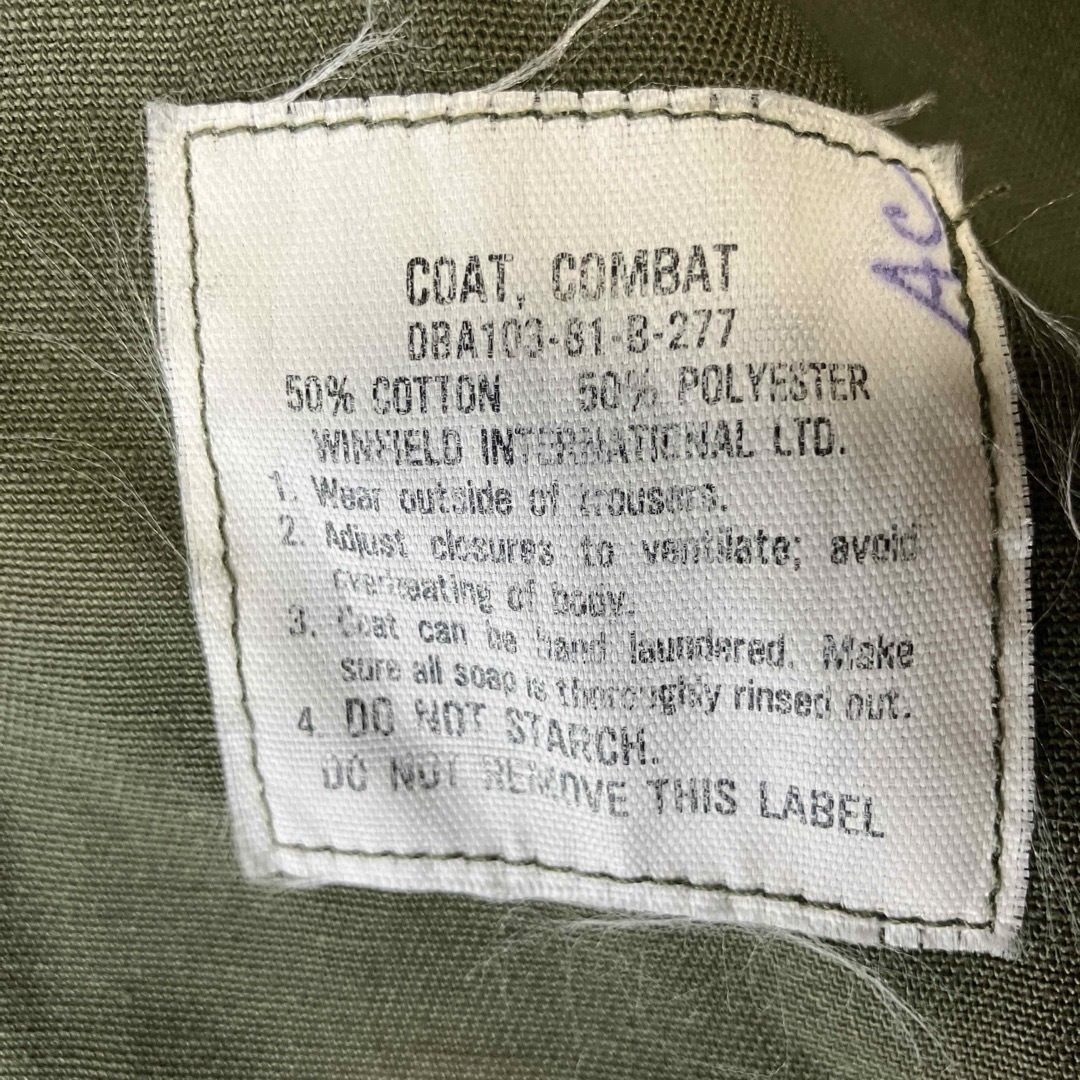 AC
COAT, COMBAT
DBA103-81-B-277
50% COTTON 50% POLYESTER
WINFIELD INTERNATIONAL LTD.
1. Wear outside of trousers.
2. Adjust closures to ventilate; avoid
overheating of body.
3. Coat can be hand laundered. Make
sure all soap is thoroughly rinsed out.
4 DO NOT STARCH.
DO NOT REMOVE THIS LABEL